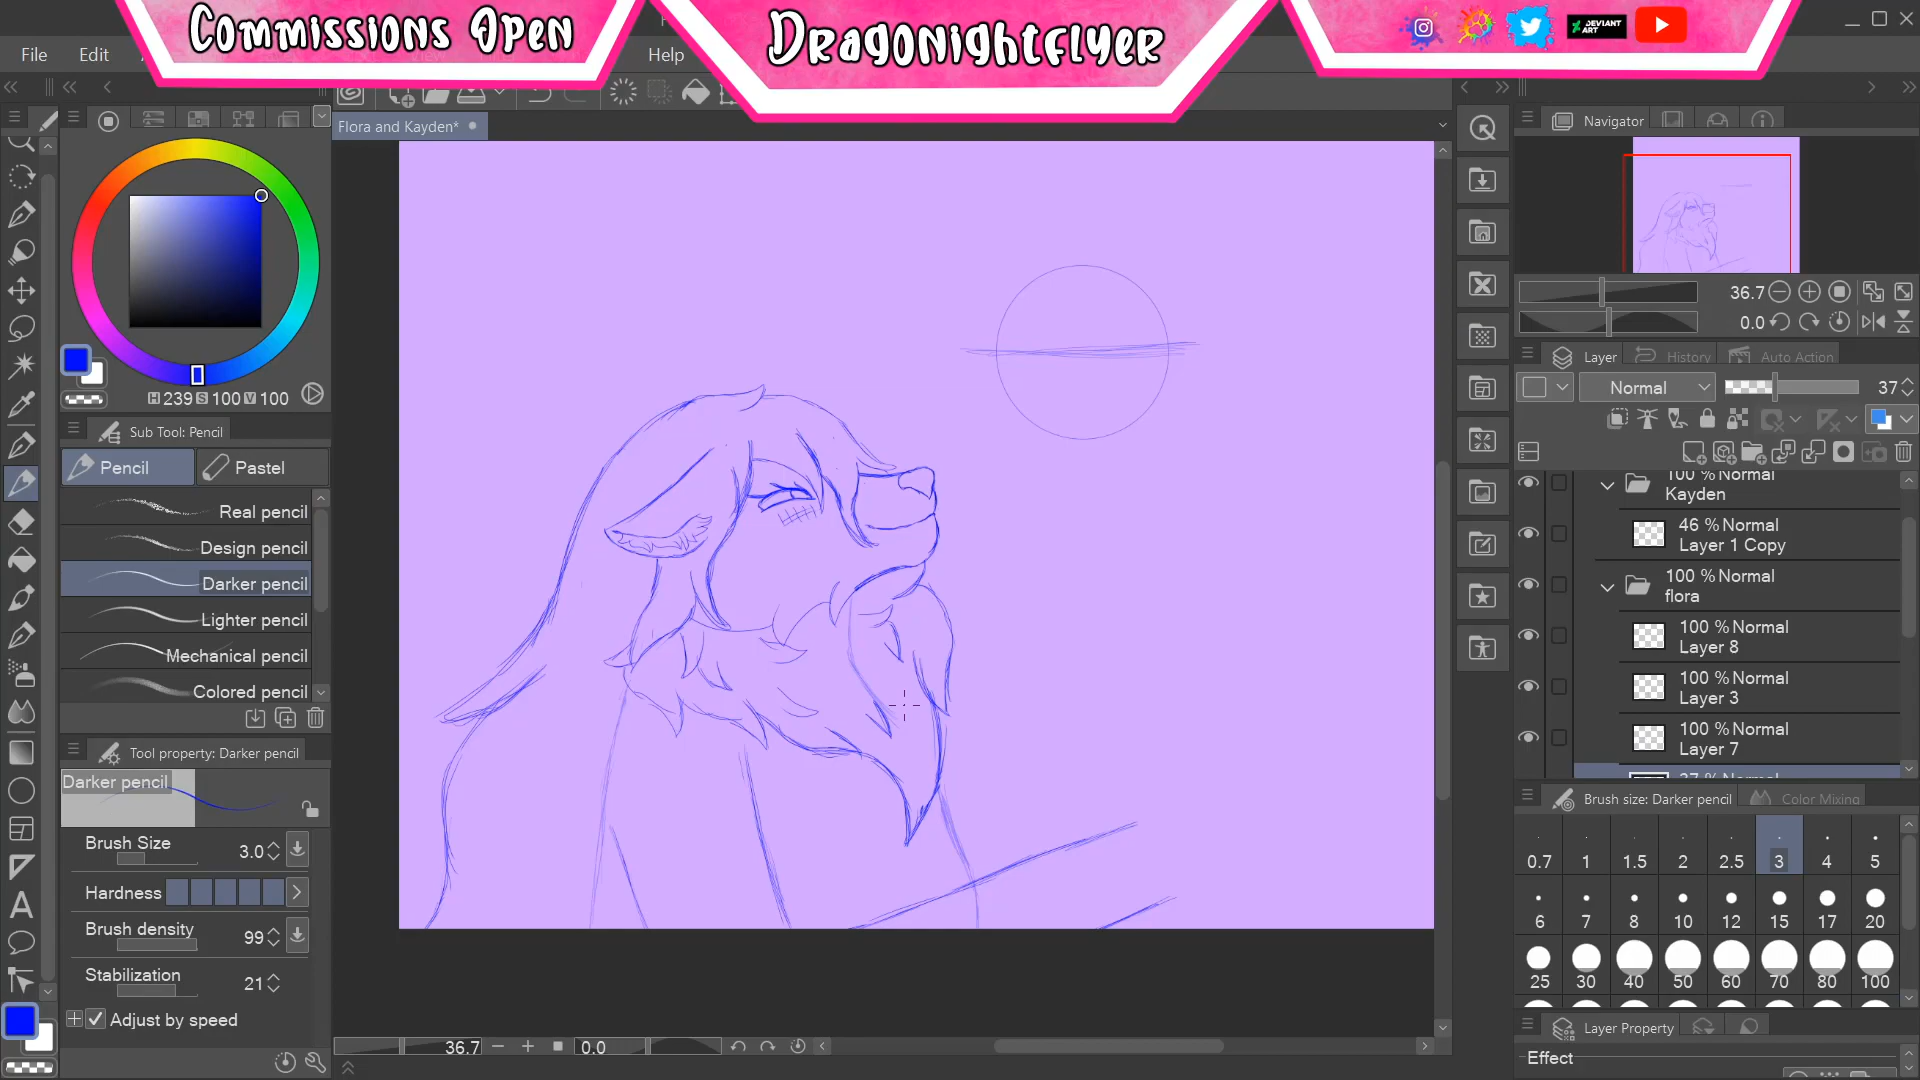 Commissions Open
Dragonightflyer
DEVIANT
ART
File
Edit
Help
Flora and Kayden*
H 239 S 100 V 100
Sub Tool: Pencil
Pencil
Pastel
Real pencil
Design pencil
Darker pencil
Lighter pencil
Mechanical pencil
Colored pencil
Tool property: Darker pencil
Darker pencil
Brush Size
3.0
Hardness
Brush density
99
Stabilization
21
Adjust by speed
36.7
0.0
Navigator
36.7
0.0
Layer
History
Auto Action
Normal
37
100 % Normal
Kayden
46 % Normal
Layer 1 Copy
100 % Normal
flora
100 % Normal
Layer 8
100 % Normal
Layer 3
100 % Normal
Layer 7
37 % Normal
Brush size: Darker pencil
Color Mixing
0.7 1 1.5 2 2.5 3 4 5
6 7 8 10 12 15 17 20
25 30 40 50 60 70 80 100
Layer Property
Effect